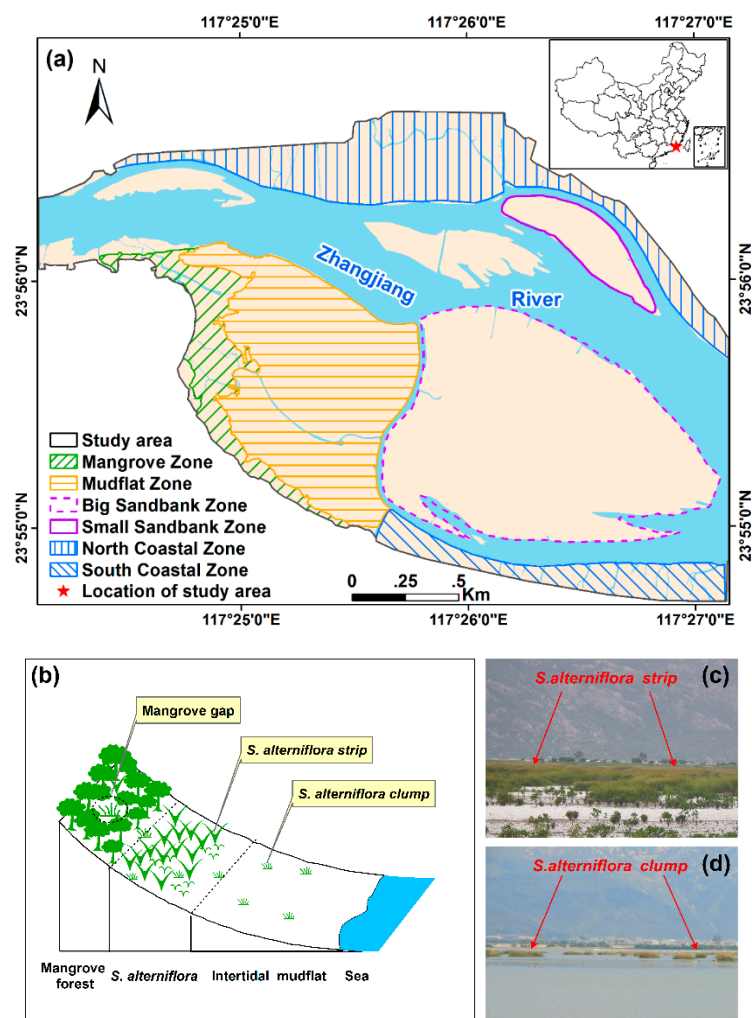 117°25'0"E 117°26'0"E 117°27'0"E
(a)
N
23°56'0"N
23°56'0"N
Zhangjiang
River
Study area
Mangrove Zone
Mudflat Zone
Big Sandbank Zone
Small Sandbank Zone
North Coastal Zone
South Coastal Zone
Location of study area
23°55'0"N
23°55'0"N
0 .25 .5
Km
117°25'0"E 117°26'0"E 117°27'0"E
(b)
Mangrove gap
S. alterniflora strip
S. alterniflora clump
Mangrove
forest
S. alterniflora
Intertidal mudflat
Sea
S.alterniflora strip
(c)
S.alterniflora clump
(d)